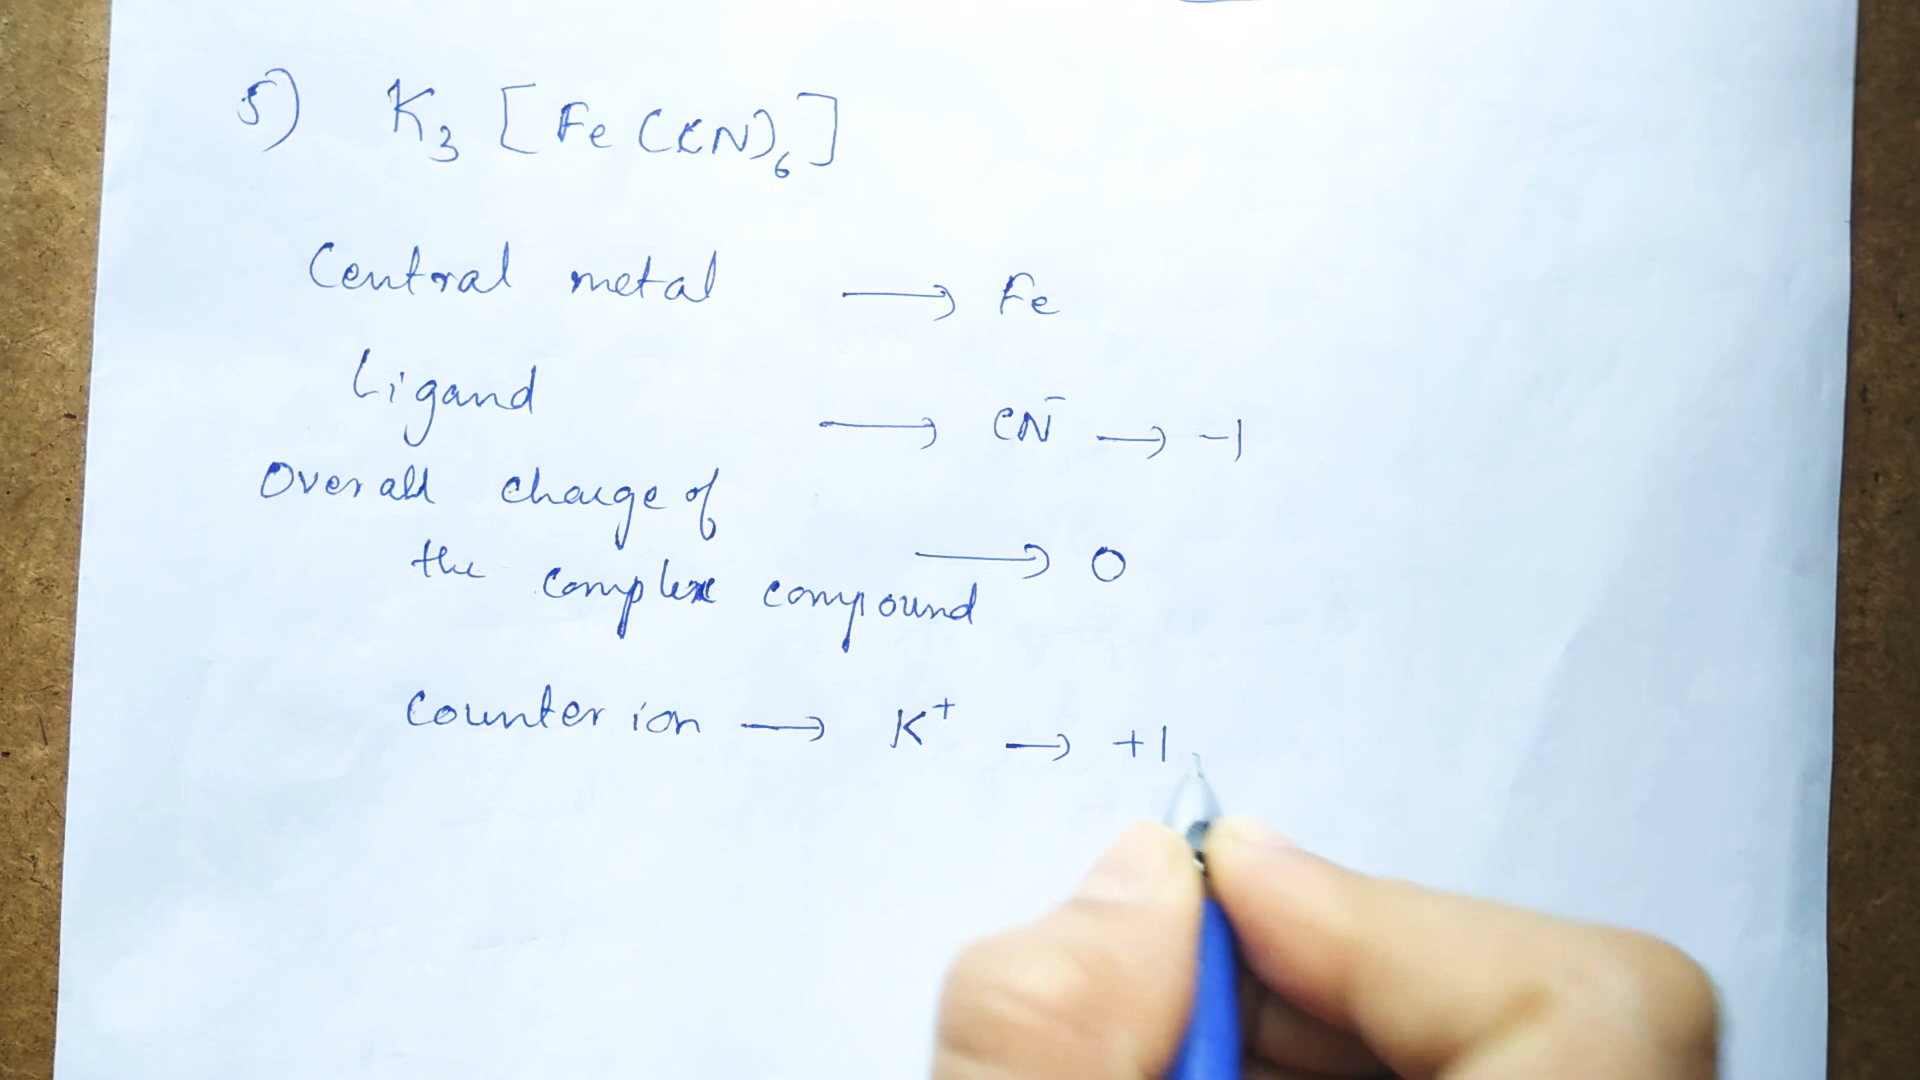 5) K₃ [Fe(CN)₆]
Central metal → Fe
Ligand → CN⁻ → -1
Overall charge of
the complex compound → 0
Counter ion → K⁺ → +1